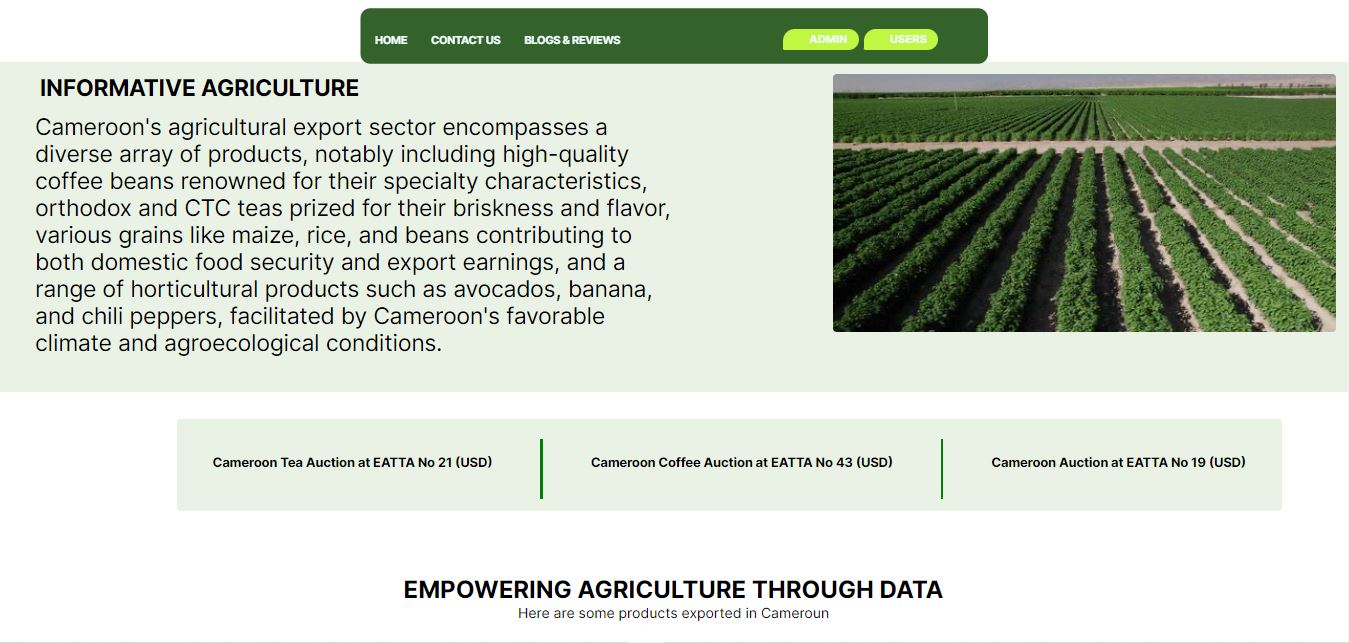 HOME CONTACT US BLOGS & REVIEWS ADMIN USERS
INFORMATIVE AGRICULTURE
Cameroon's agricultural export sector encompasses a
diverse array of products, notably including high-quality
coffee beans renowned for their specialty characteristics,
orthodox and CTC teas prized for their briskness and flavor,
various grains like maize, rice, and beans contributing to
both domestic food security and export earnings, and a
range of horticultural products such as avocados, banana,
and chili peppers, facilitated by Cameroon's favorable
climate and agroecological conditions.
Cameroon Tea Auction at EATTA No 21 (USD) Cameroon Coffee Auction at EATTA No 43 (USD) Cameroon Auction at EATTA No 19 (USD)
EMPOWERING AGRICULTURE THROUGH DATA
Here are some products exported in Cameroun